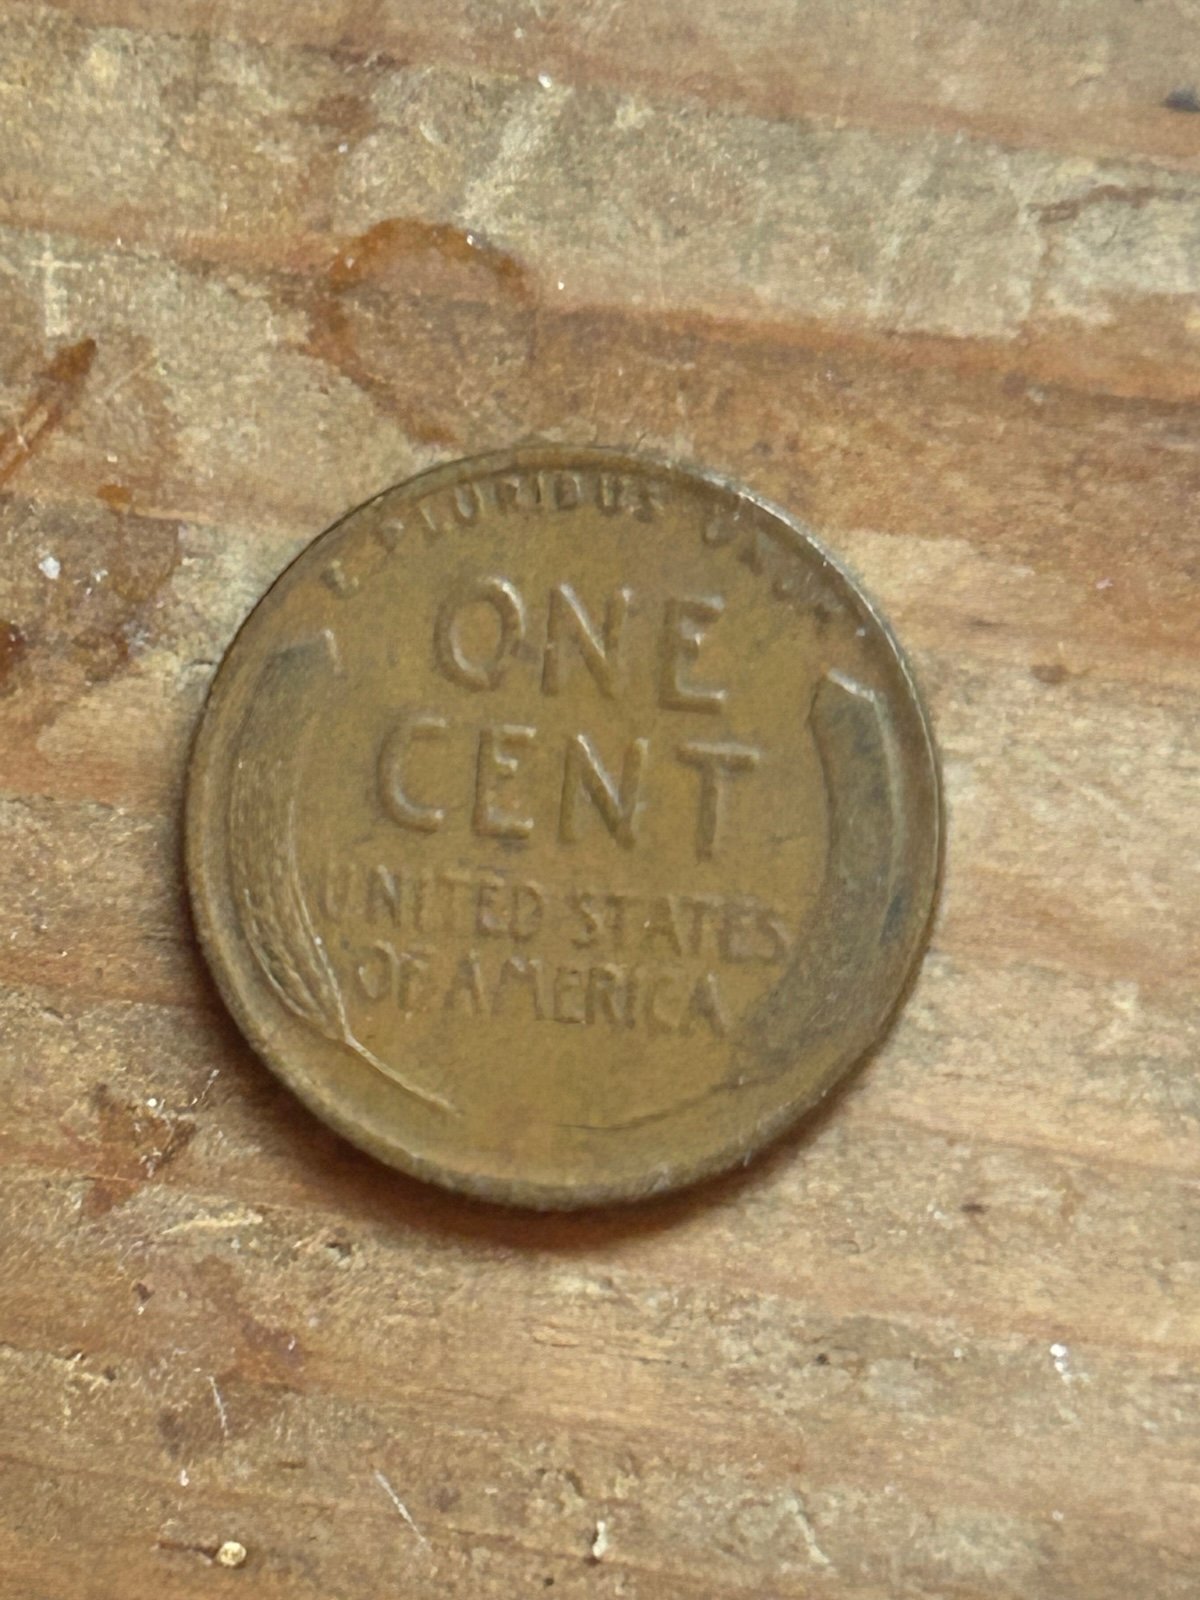 E PLURIBUS UNUM
ONE
CENT
UNITED STATES
OF AMERICA